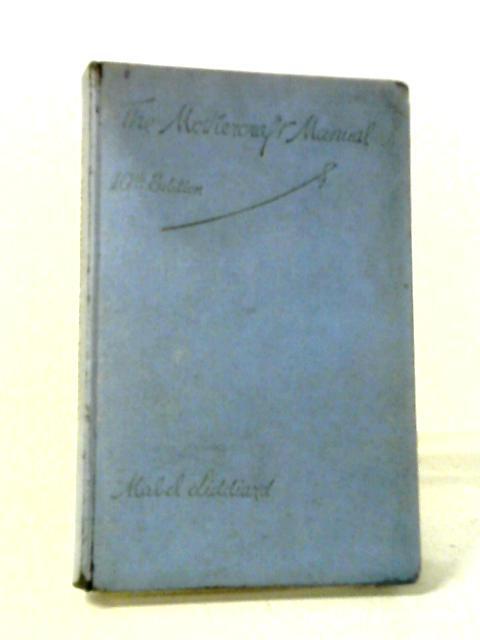 The Mothercraft Manual
10th Edition
Mabel Liddiard